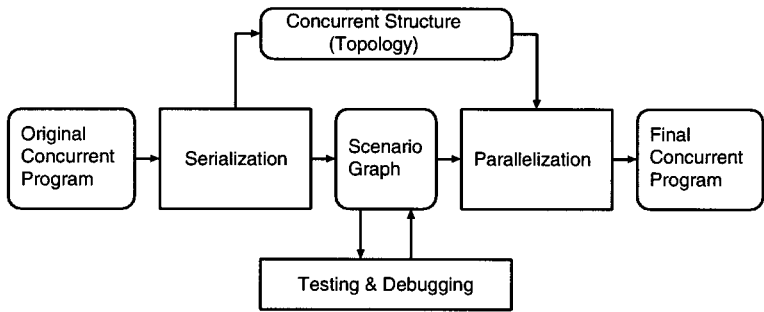 Concurrent Structure
(Topology)
Original
Concurrent
Program
Serialization
Scenario
Graph
Parallelization
Final
Concurrent
Program
Testing & Debugging